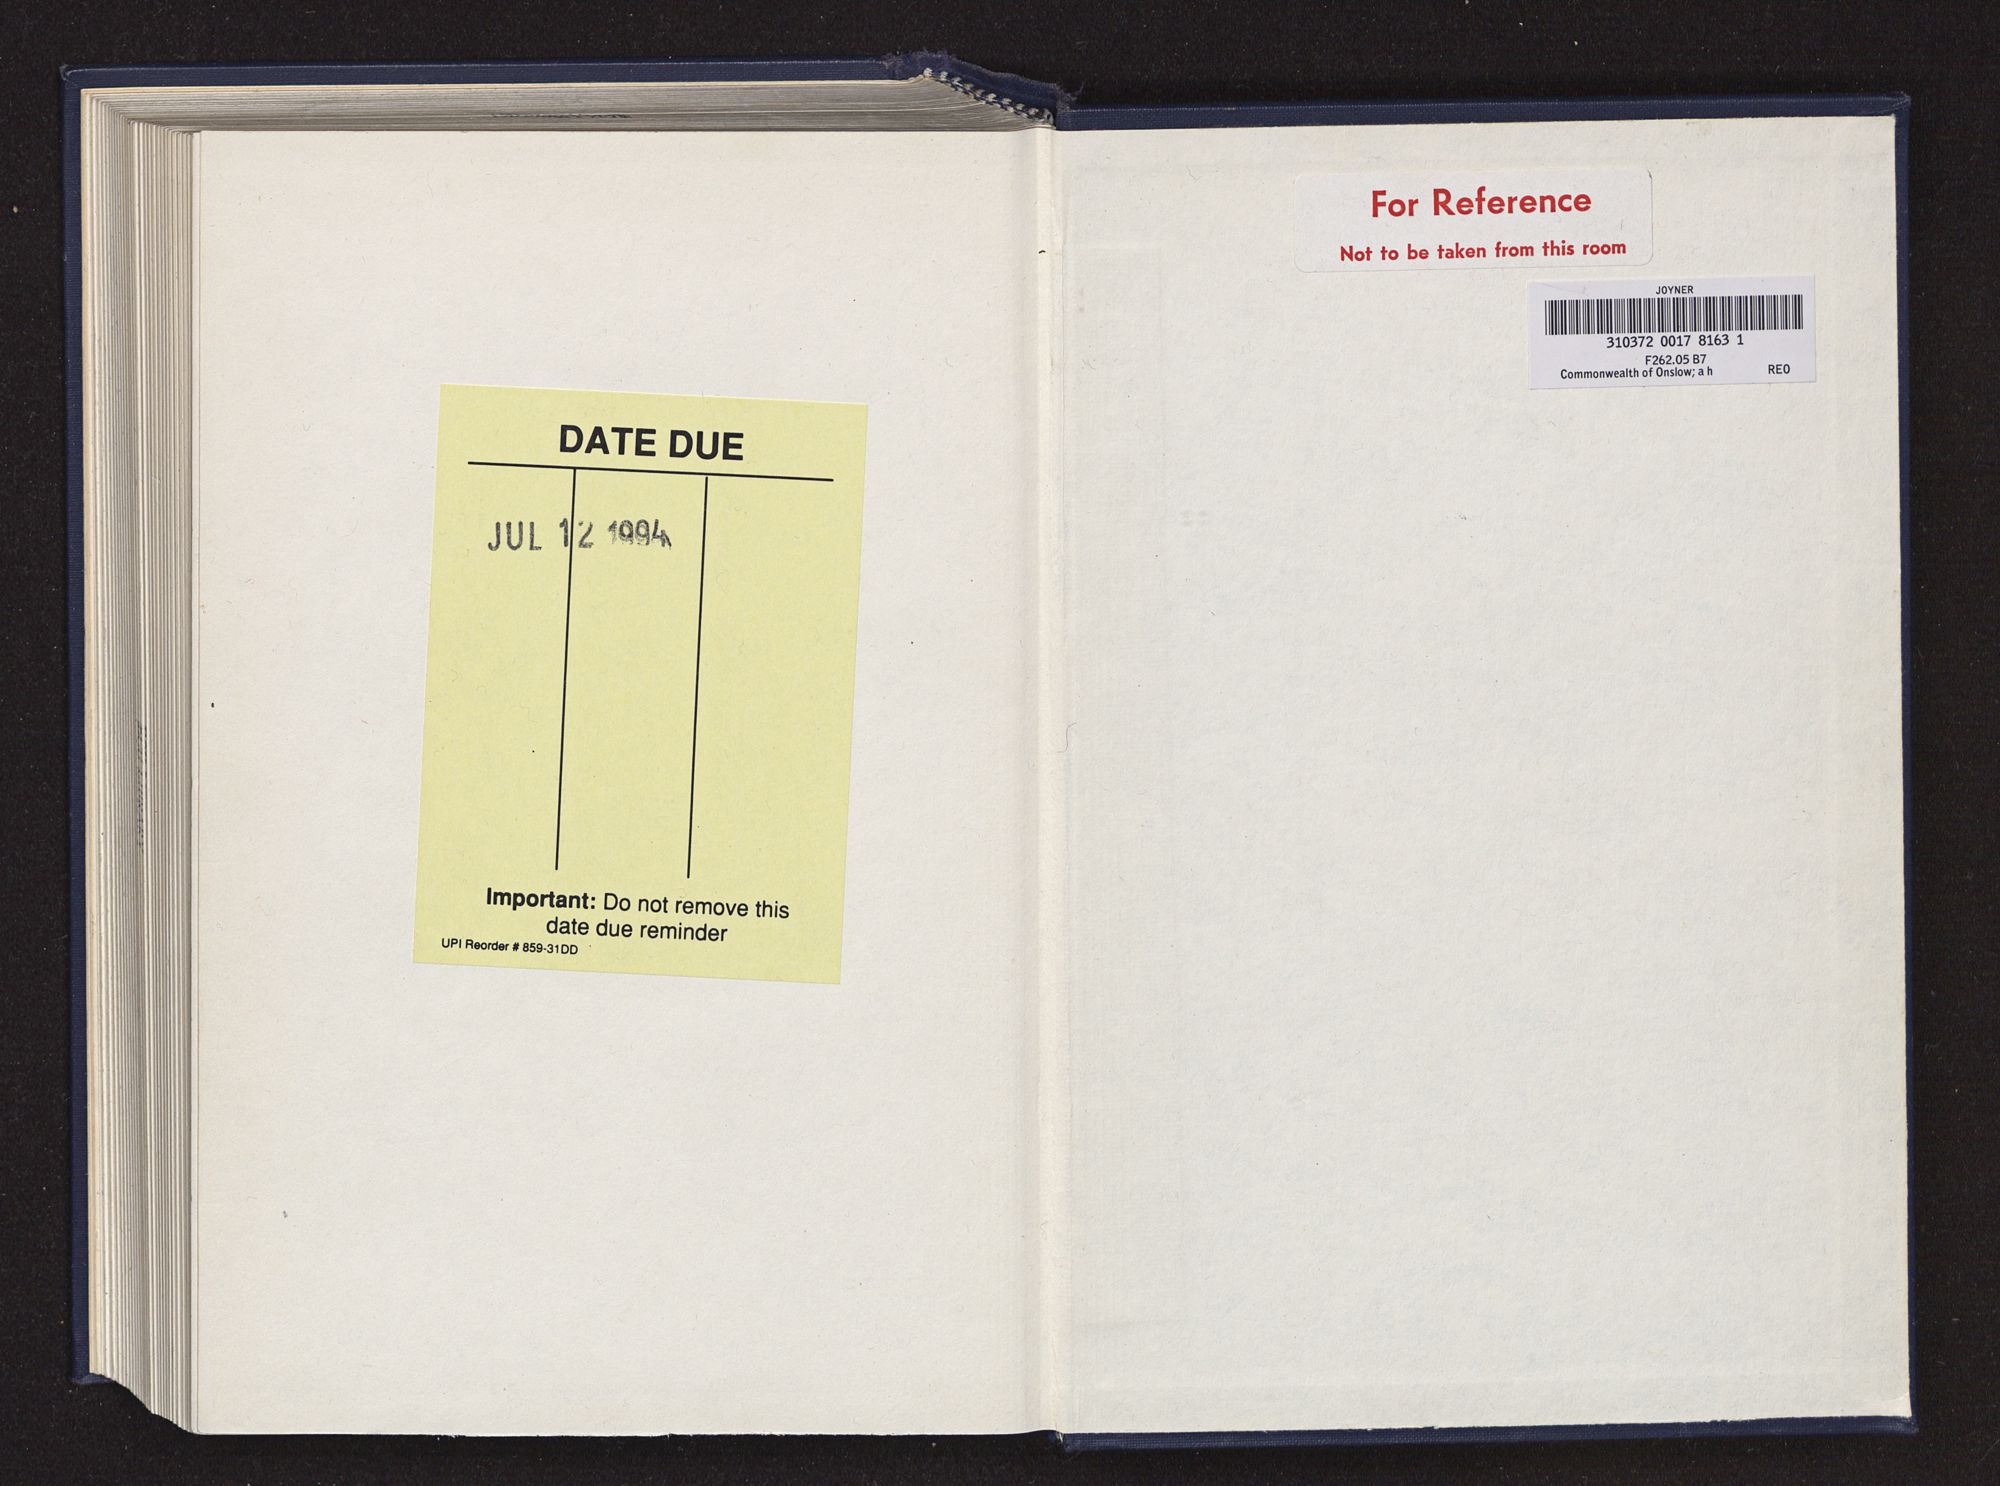 DATE DUE
JUL 12 1994
Important: Do not remove this
date due reminder
UPI Reorder # 859-31DD
For Reference
Not to be taken from this room
JOYNER
310372 0017 8163 1
F262.05 B7
Commonwealth of Onslow; a h REO